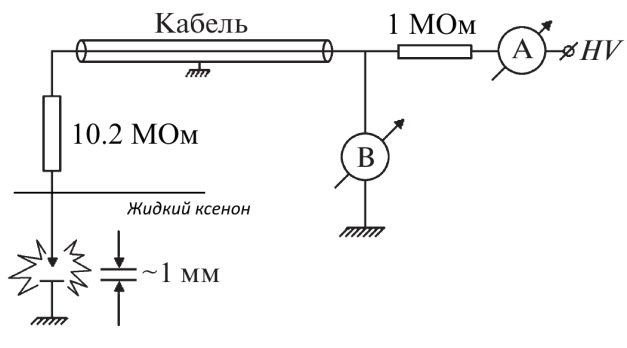 Кабель
1 МОм
А
HV
10.2 МОм
В
Жидкий ксенон
~1 мм